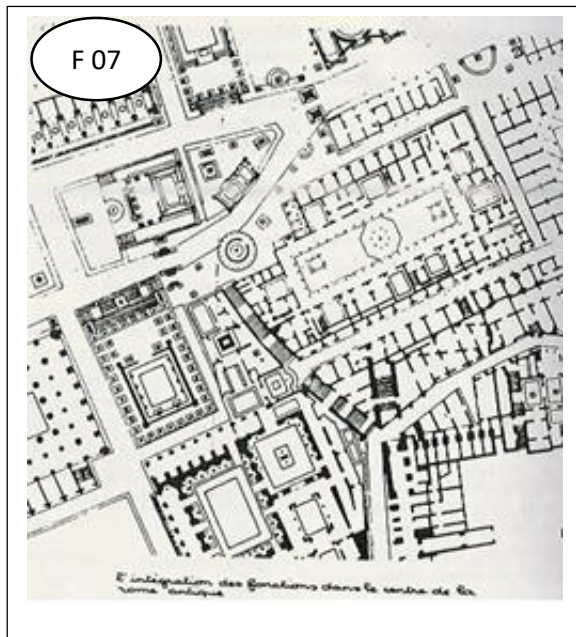 F 07
L'intégration des fonctions dans le centre de la
rome antique